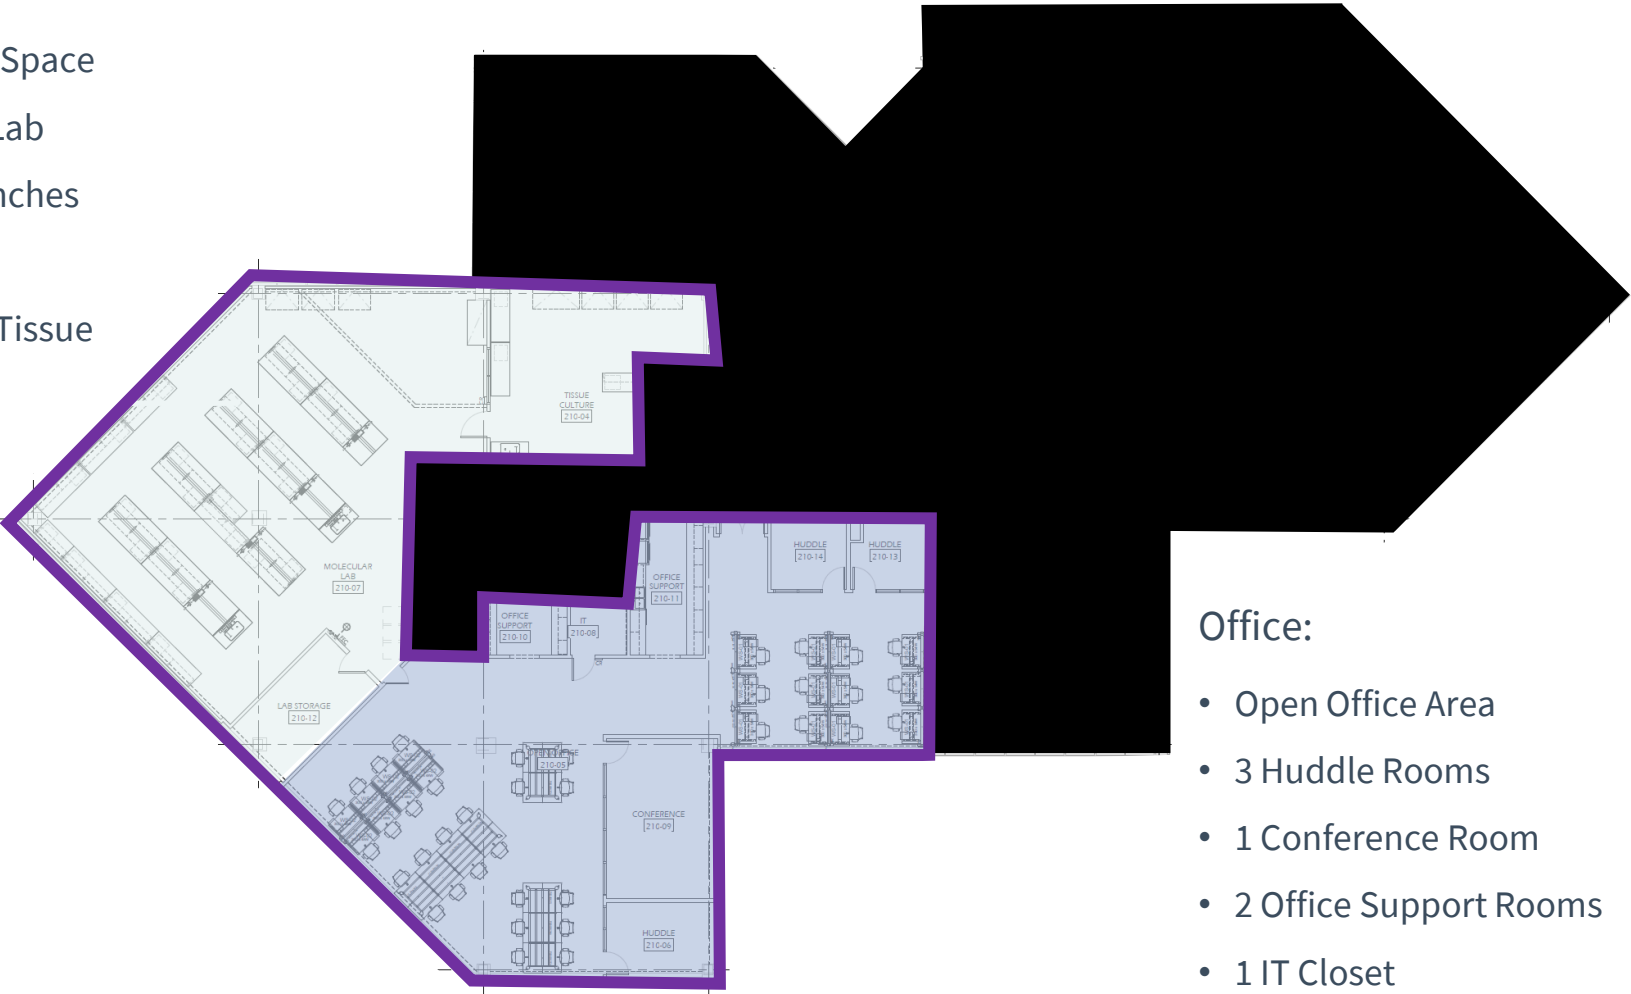 Space
Lab
nches
Tissue
TISSUE
CULTURE
210-04
MOLECULAR
LAB
210-07
LAB STORAGE
210-12
OFFICE
SUPPORT
210-10
IT
210-08
OFFICE
SUPPORT
210-11
HUDDLE
210-14
HUDDLE
210-13
210-05
CONFERENCE
210-09
HUDDLE
210-06
Office:
• Open Office Area
• 3 Huddle Rooms
• 1 Conference Room
• 2 Office Support Rooms
• 1 IT Closet